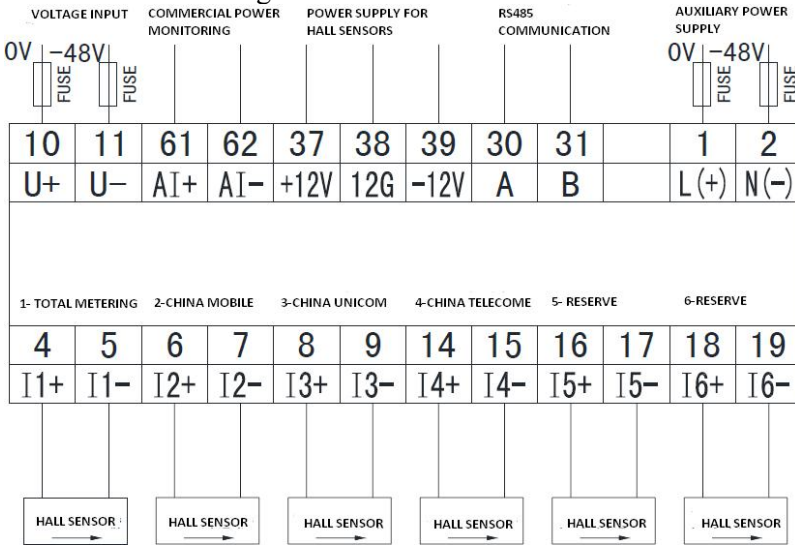 VOLTAGE INPUT
COMMERCIAL POWER
MONITORING
POWER SUPPLY FOR
HALL SENSORS
RS485
COMMUNICATION
AUXILIARY POWER
SUPPLY
0V -48V 0V -48V
FUSE FUSE FUSE FUSE
10 11 61 62 37 38 39 30 31 1 2
U+ U- AI+ AI- +12V 12G -12V A B L(+) N(-)
1- TOTAL METERING 2-CHINA MOBILE 3-CHINA UNICOM 4-CHINA TELECOME 5- RESERVE 6-RESERVE
4 5 6 7 8 9 14 15 16 17 18 19
I1+ I1- I2+ I2- I3+ I3- I4+ I4- I5+ I5- I6+ I6-
HALL SENSOR HALL SENSOR HALL SENSOR HALL SENSOR HALL SENSOR HALL SENSOR